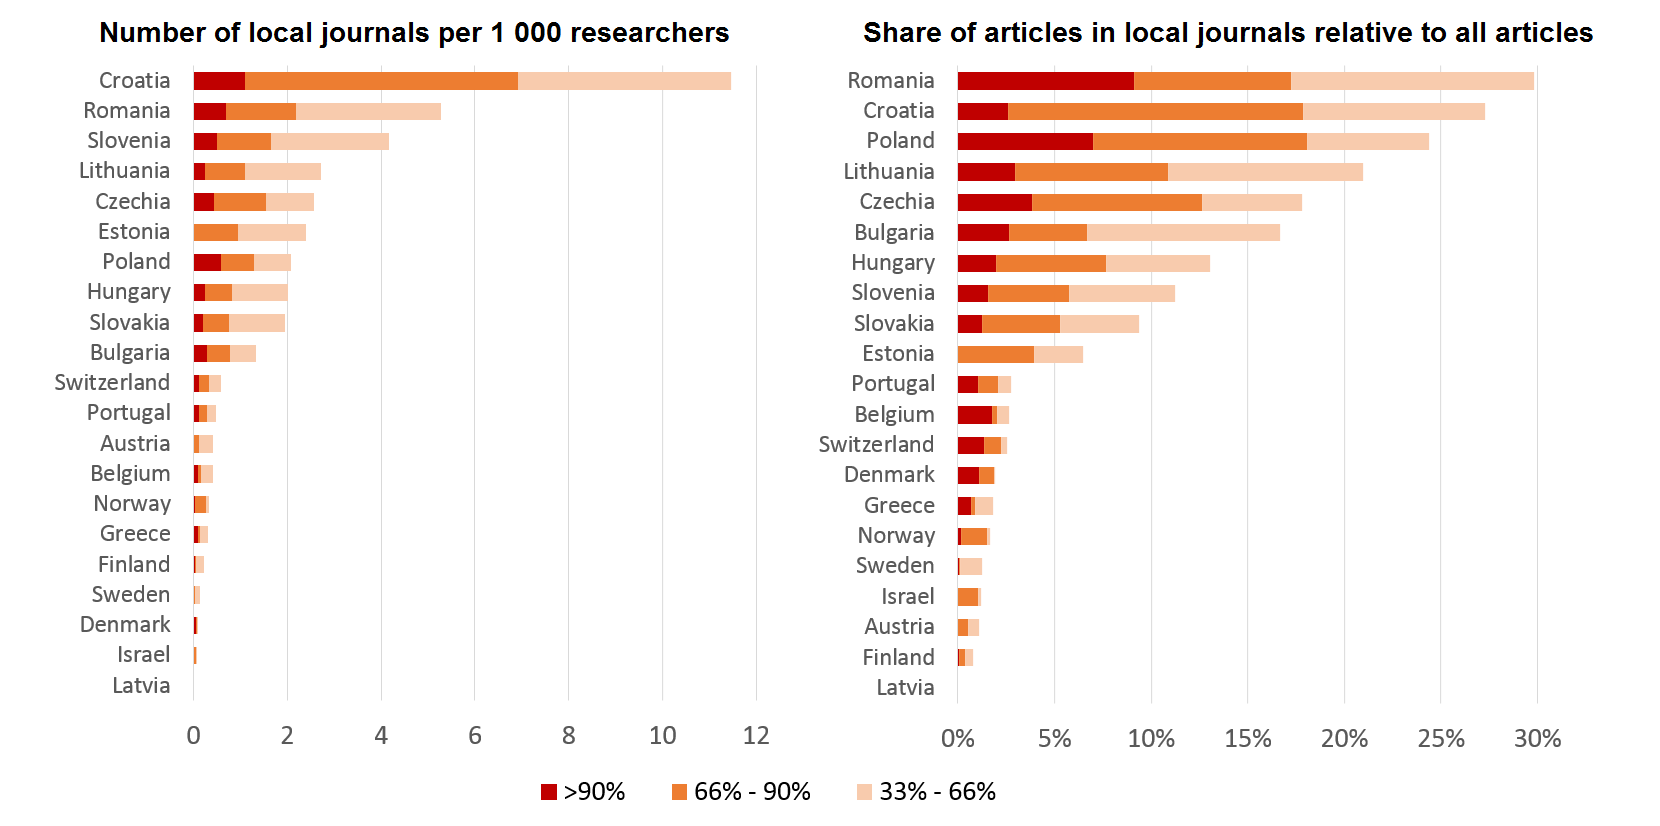 Number of local journals per 1 000 researchers
Croatia
Romania
Slovenia
Lithuania
Czechia
Estonia
Poland
Hungary
Slovakia
Bulgaria
Switzerland
Portugal
Austria
Belgium
Norway
Greece
Finland
Sweden
Denmark
Israel
Latvia
0 2 4 6 8 10 12
Share of articles in local journals relative to all articles
Romania
Croatia
Poland
Lithuania
Czechia
Bulgaria
Hungary
Slovenia
Slovakia
Estonia
Portugal
Belgium
Switzerland
Denmark
Greece
Norway
Sweden
Israel
Austria
Finland
Latvia
0% 5% 10% 15% 20% 25% 30%
>90% 66% - 90% 33% - 66%